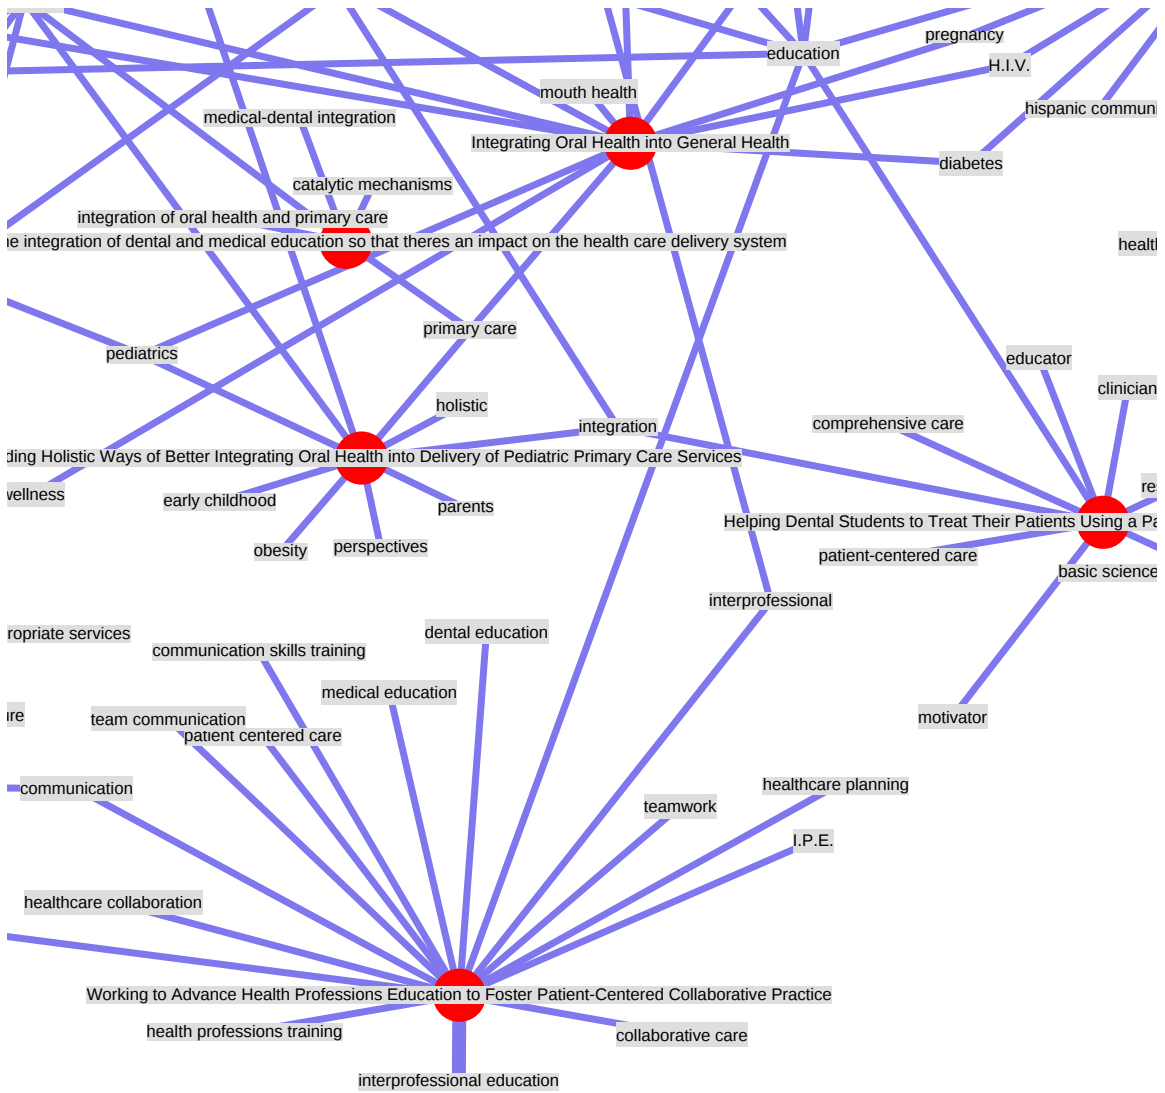 pregnancy
education
H.I.V.
mouth health
hispanic communi
medical-dental integration
Integrating Oral Health into General Health
diabetes
catalytic mechanisms
integration of oral health and primary care
ne integration of dental and medical education so that theres an impact on the health care delivery system
healt
primary care
pediatrics
educator
clinician
holistic
comprehensive care
integration
ding Holistic Ways of Better Integrating Oral Health into Delivery of Pediatric Primary Care Services
wellness
early childhood
parents
res
Helping Dental Students to Treat Their Patients Using a Pa
obesity
perspectives
patient-centered care
basic science
interprofessional
ropriate services
dental education
communication skills training
medical education
ure
team communication
patient centered care
motivator
communication
healthcare planning
teamwork
I.P.E.
healthcare collaboration
Working to Advance Health Professions Education to Foster Patient-Centered Collaborative Practice
health professions training
collaborative care
interprofessional education